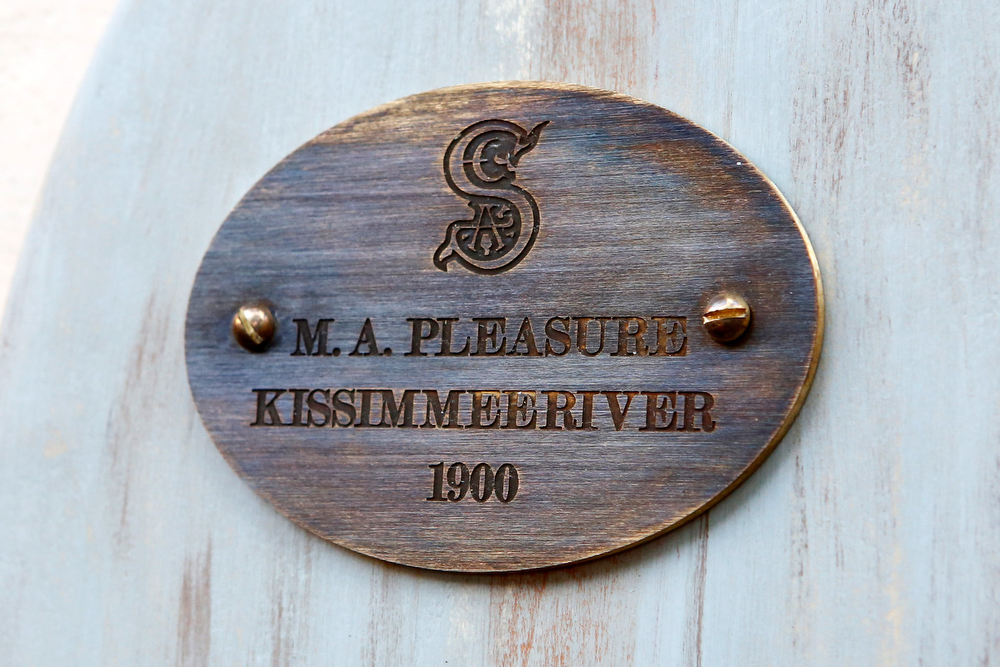 M. A. PLEASURE
KISSIMMEERIVER
1900